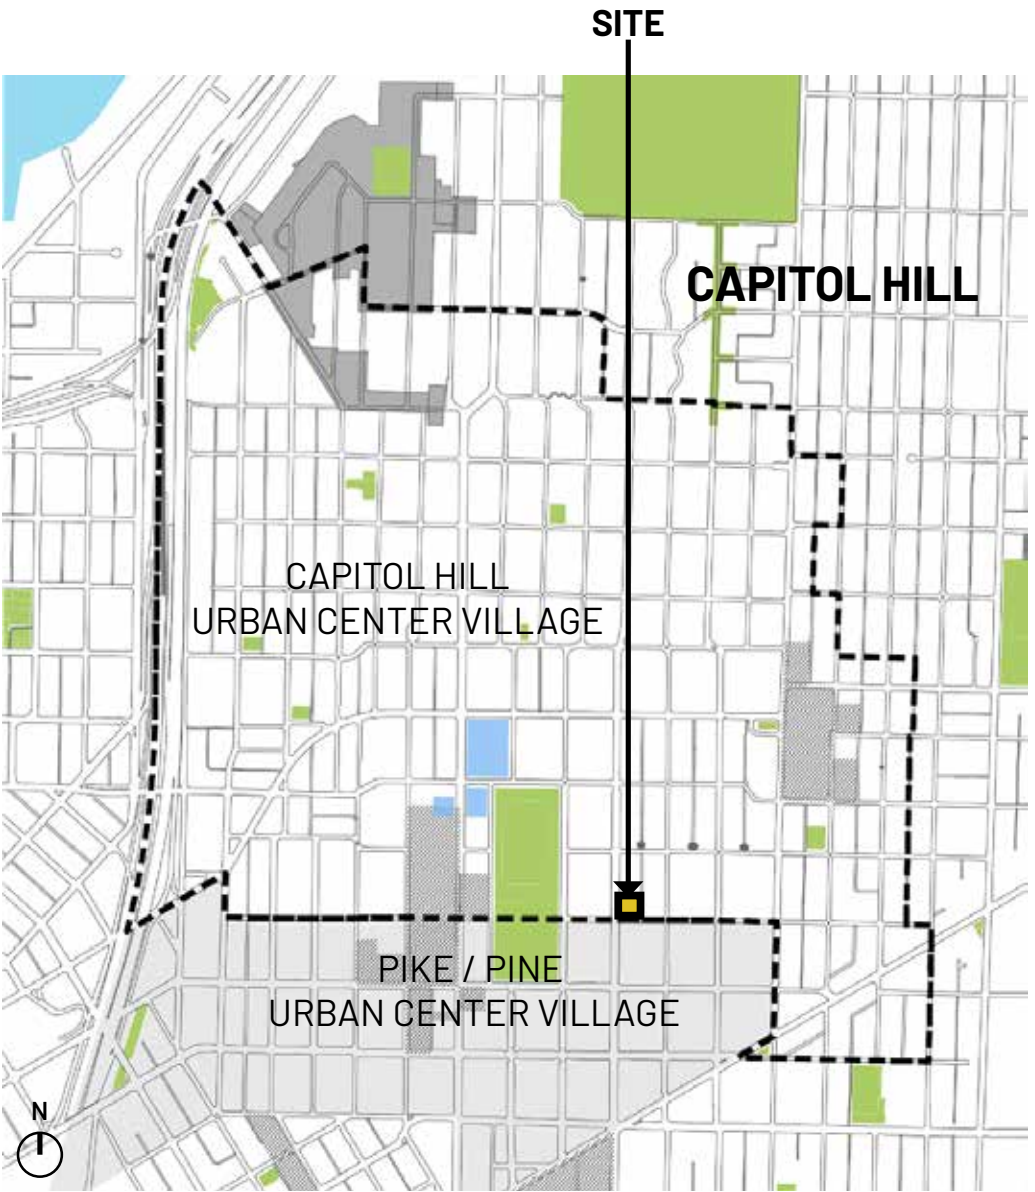 SITE
CAPITOL HILL
CAPITOL HILL
URBAN CENTER VILLAGE
PIKE / PINE
URBAN CENTER VILLAGE
N